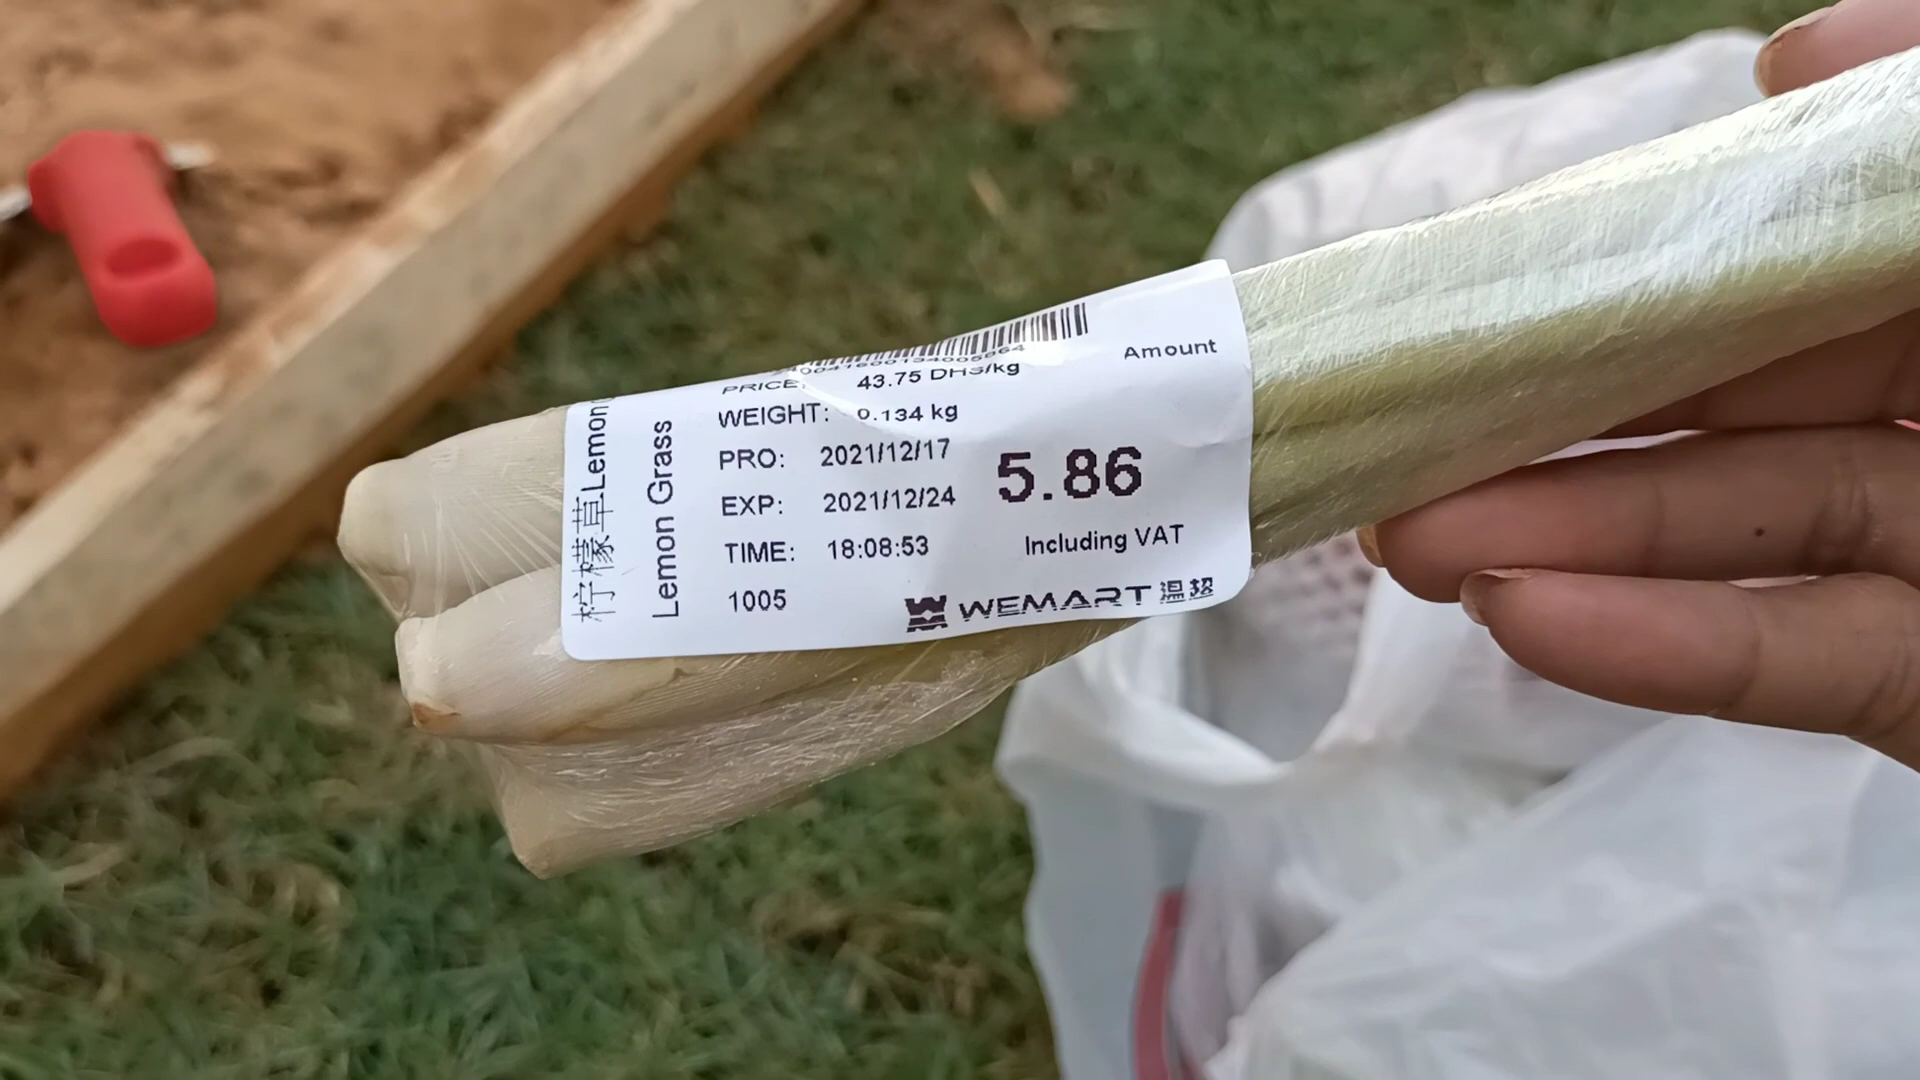 柠檬草Lemon
Lemon Grass
PRICE: 43.75 DHS/kg
WEIGHT: 0.134 kg
PRO: 2021/12/17
EXP: 2021/12/24
TIME: 18:08:53
1005
Amount
5.86
Including VAT
WEMART 温超